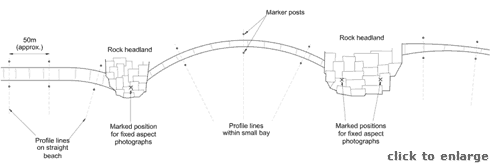 Marker posts
50m
(approx.)
Rock headland
Rock headland
Profile lines
on straight
beach
Marked position
for fixed aspect
photographs
Profile lines
within small bay
Marked positions
for fixed aspect
photographs
click to enlarge